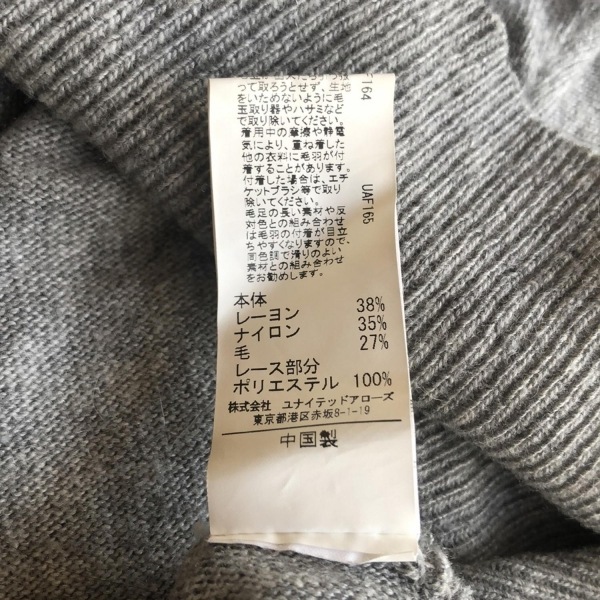 って取ろうとせず、生地
をいためないように毛
玉取り器やハサミなど
で取り除いてください。
着用中の摩擦や静電
気により、重ね着した
他の衣料に毛羽が付
着することがあります。
付着した場合は、エチ
ケットブラシ等で取り
除いてください。
毛足の長い素材や反
対色との組み合わせ
は毛羽の付着が目立
ちやすくなりますので、
同色調で滑りのよい
素材との組み合わせ
をお勧めします。
F164
UAF165
本体
レーヨン 38%
ナイロン 35%
毛 27%
レース部分
ポリエステル 100%
株式会社 ユナイテッドアローズ
東京都港区赤坂8-1-19
中国製